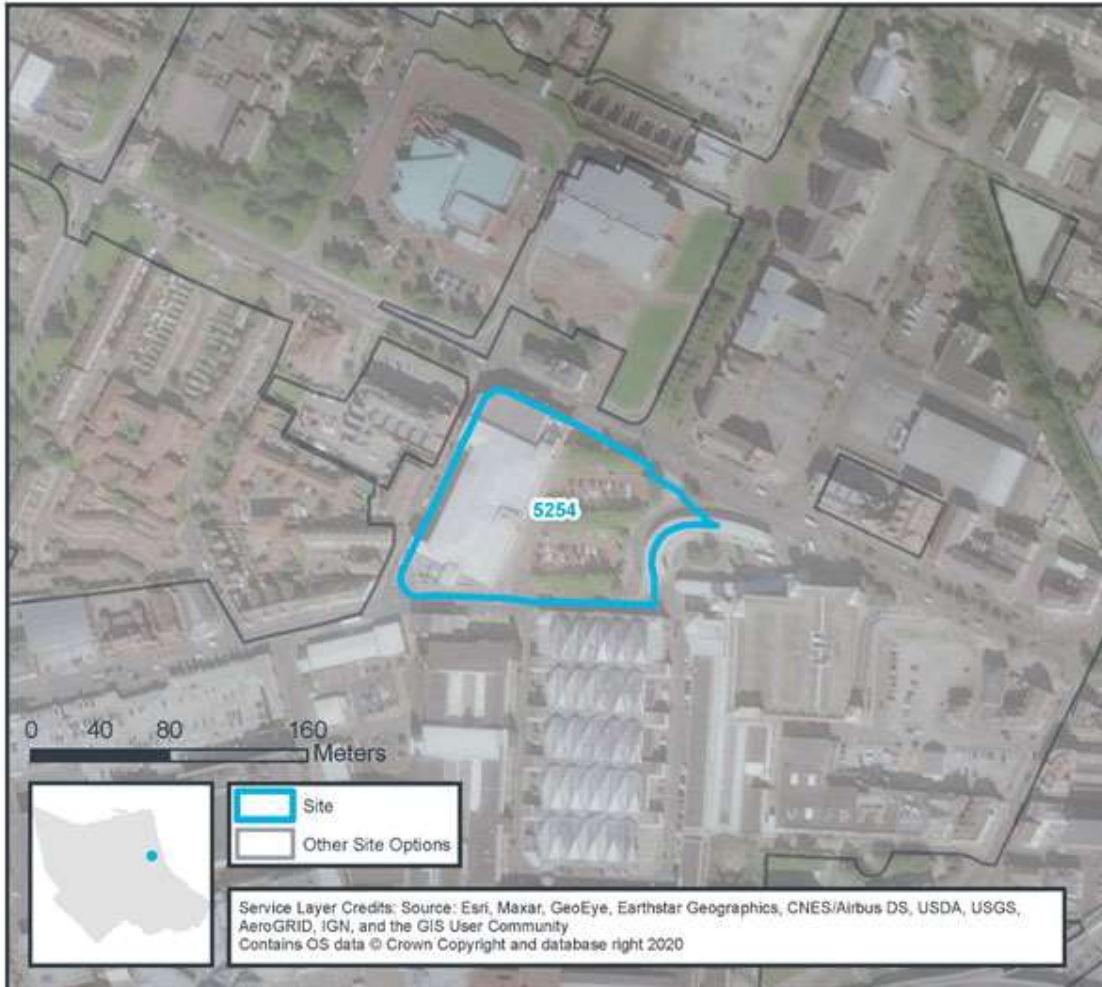 5254
0 40 80 160
Meters
Site
Other Site Options
Service Layer Credits: Source: Esri, Maxar, GeoEye, Earthstar Geographics, CNES/Airbus DS, USDA, USGS,
AeroGRID, IGN, and the GIS User Community
Contains OS data © Crown Copyright and database right 2020